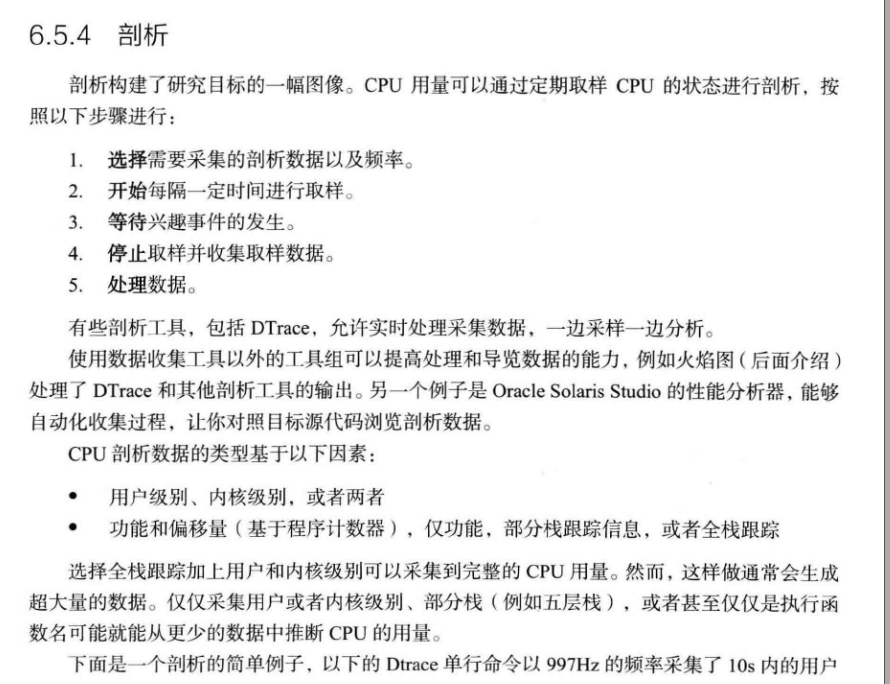 6.5.4 剖析
剖析构建了研究目标的一幅图像。CPU 用量可以通过定期取样 CPU 的状态进行剖析，按
照以下步骤进行：
1. 选择需要采集的剖析数据以及频率。
2. 开始每隔一定时间进行取样。
3. 等待兴趣事件的发生。
4. 停止取样并收集取样数据。
5. 处理数据。
有些剖析工具，包括 DTrace，允许实时处理采集数据，一边采样一边分析。
使用数据收集工具以外的工具组可以提高处理和导览数据的能力，例如火焰图（后面介绍）
处理了 DTrace 和其他剖析工具的输出。另一个例子是 Oracle Solaris Studio 的性能分析器，能够
自动化收集过程，让你对照目标源代码浏览剖析数据。
CPU 剖析数据的类型基于以下因素：
• 用户级别、内核级别，或者两者
• 功能和偏移量（基于程序计数器），仅功能，部分栈跟踪信息，或者全栈跟踪
选择全栈跟踪加上用户和内核级别可以采集到完整的 CPU 用量。然而，这样做通常会生成
超大量的数据。仅仅采集用户或者内核级别、部分栈（例如五层栈），或者甚至仅仅是执行函
数名可能就能从更少的数据中推断 CPU 的用量。
下面是一个剖析的简单例子，以下的 Dtrace 单行命令以 997Hz 的频率采集了 10s 内的用户